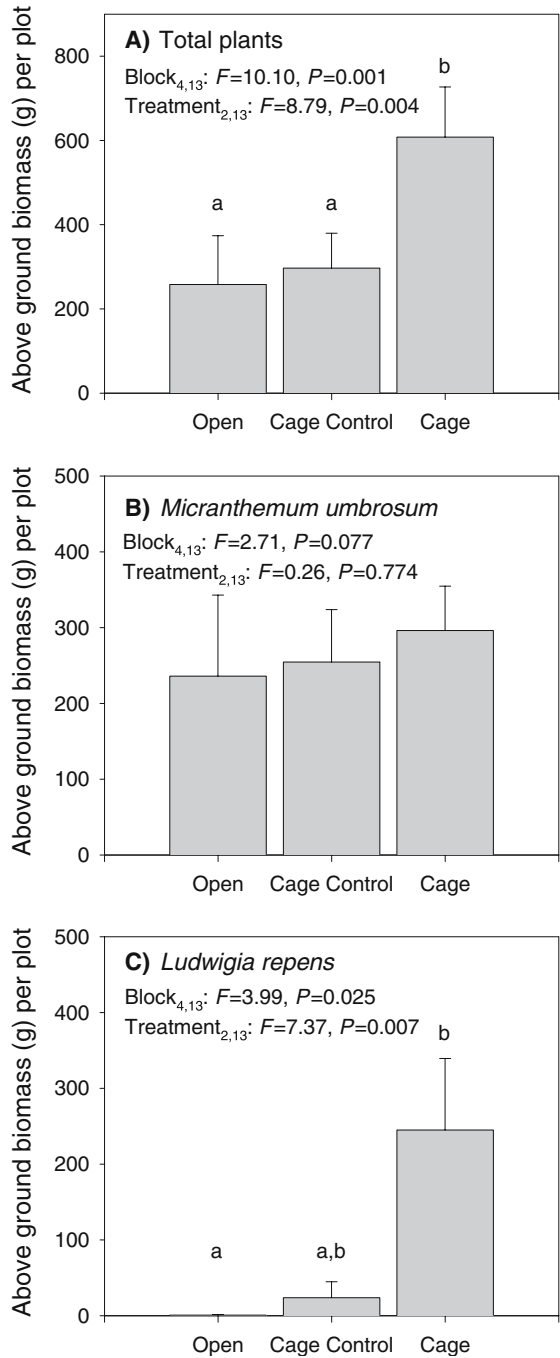 A) Total plants
Block4,13: F=10.10, P=0.001
Treatment2,13: F=8.79, P=0.004
Above ground biomass (g) per plot
800
600
400
200
0
a
a
b
Open Cage Control Cage
B) Micranthemum umbrosum
Block4,13: F=2.71, P=0.077
Treatment2,13: F=0.26, P=0.774
Above ground biomass (g) per plot
500
400
300
200
100
0
Open Cage Control Cage
C) Ludwigia repens
Block4,13: F=3.99, P=0.025
Treatment2,13: F=7.37, P=0.007
Above ground biomass (g) per plot
500
400
300
200
100
0
a
a,b
b
Open Cage Control Cage